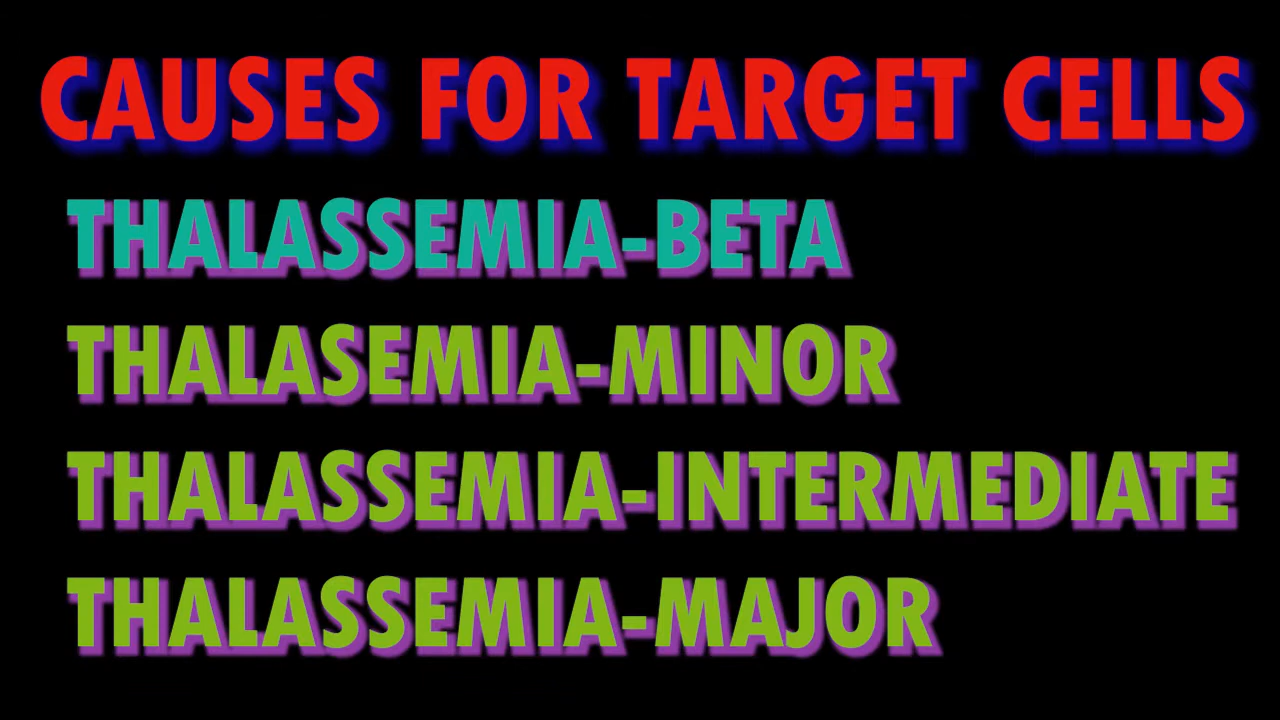 CAUSES FOR TARGET CELLS
THALASSEMIA-BETA
THALASEMIA-MINOR
THALASSEMIA-INTERMEDIATE
THALASSEMIA-MAJOR